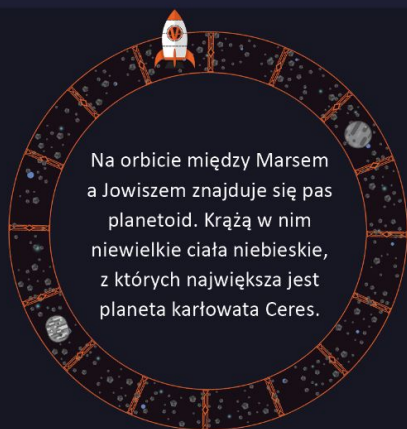 Na orbicie między Marsem
a Jowiszem znajduje się pas
planetoid. Krążą w nim
niewielkie ciała niebieskie,
z których największa jest
planeta karłowata Ceres.